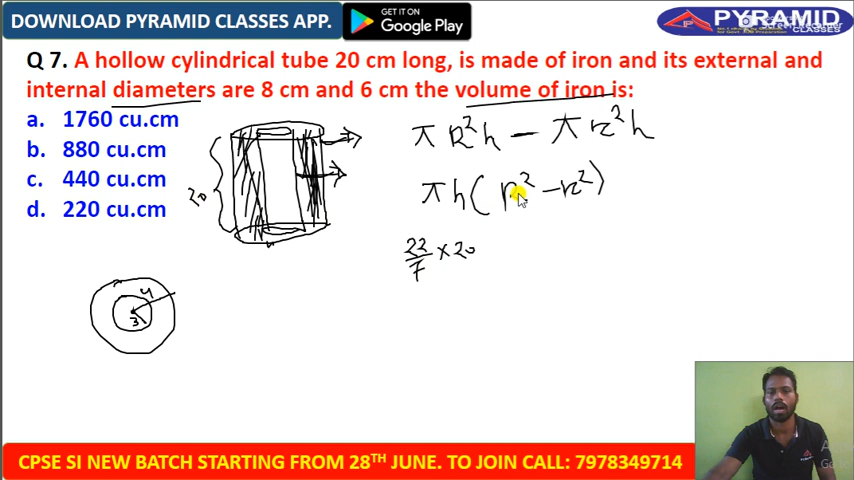 DOWNLOAD PYRAMID CLASSES APP.
GET IT ON
Google Play
PYRAMID
CLASSES
Q 7. A hollow cylindrical tube 20 cm long, is made of iron and its external and
internal diameters are 8 cm and 6 cm the volume of iron is:
a. 1760 cu.cm
b. 880 cu.cm
c. 440 cu.cm
d. 220 cu.cm
20
πR²h - πr²h
πh(R²-r²)
22/7 × 20
4
3
CPSE SI NEW BATCH STARTING FROM 28TH JUNE. TO JOIN CALL: 7978349714